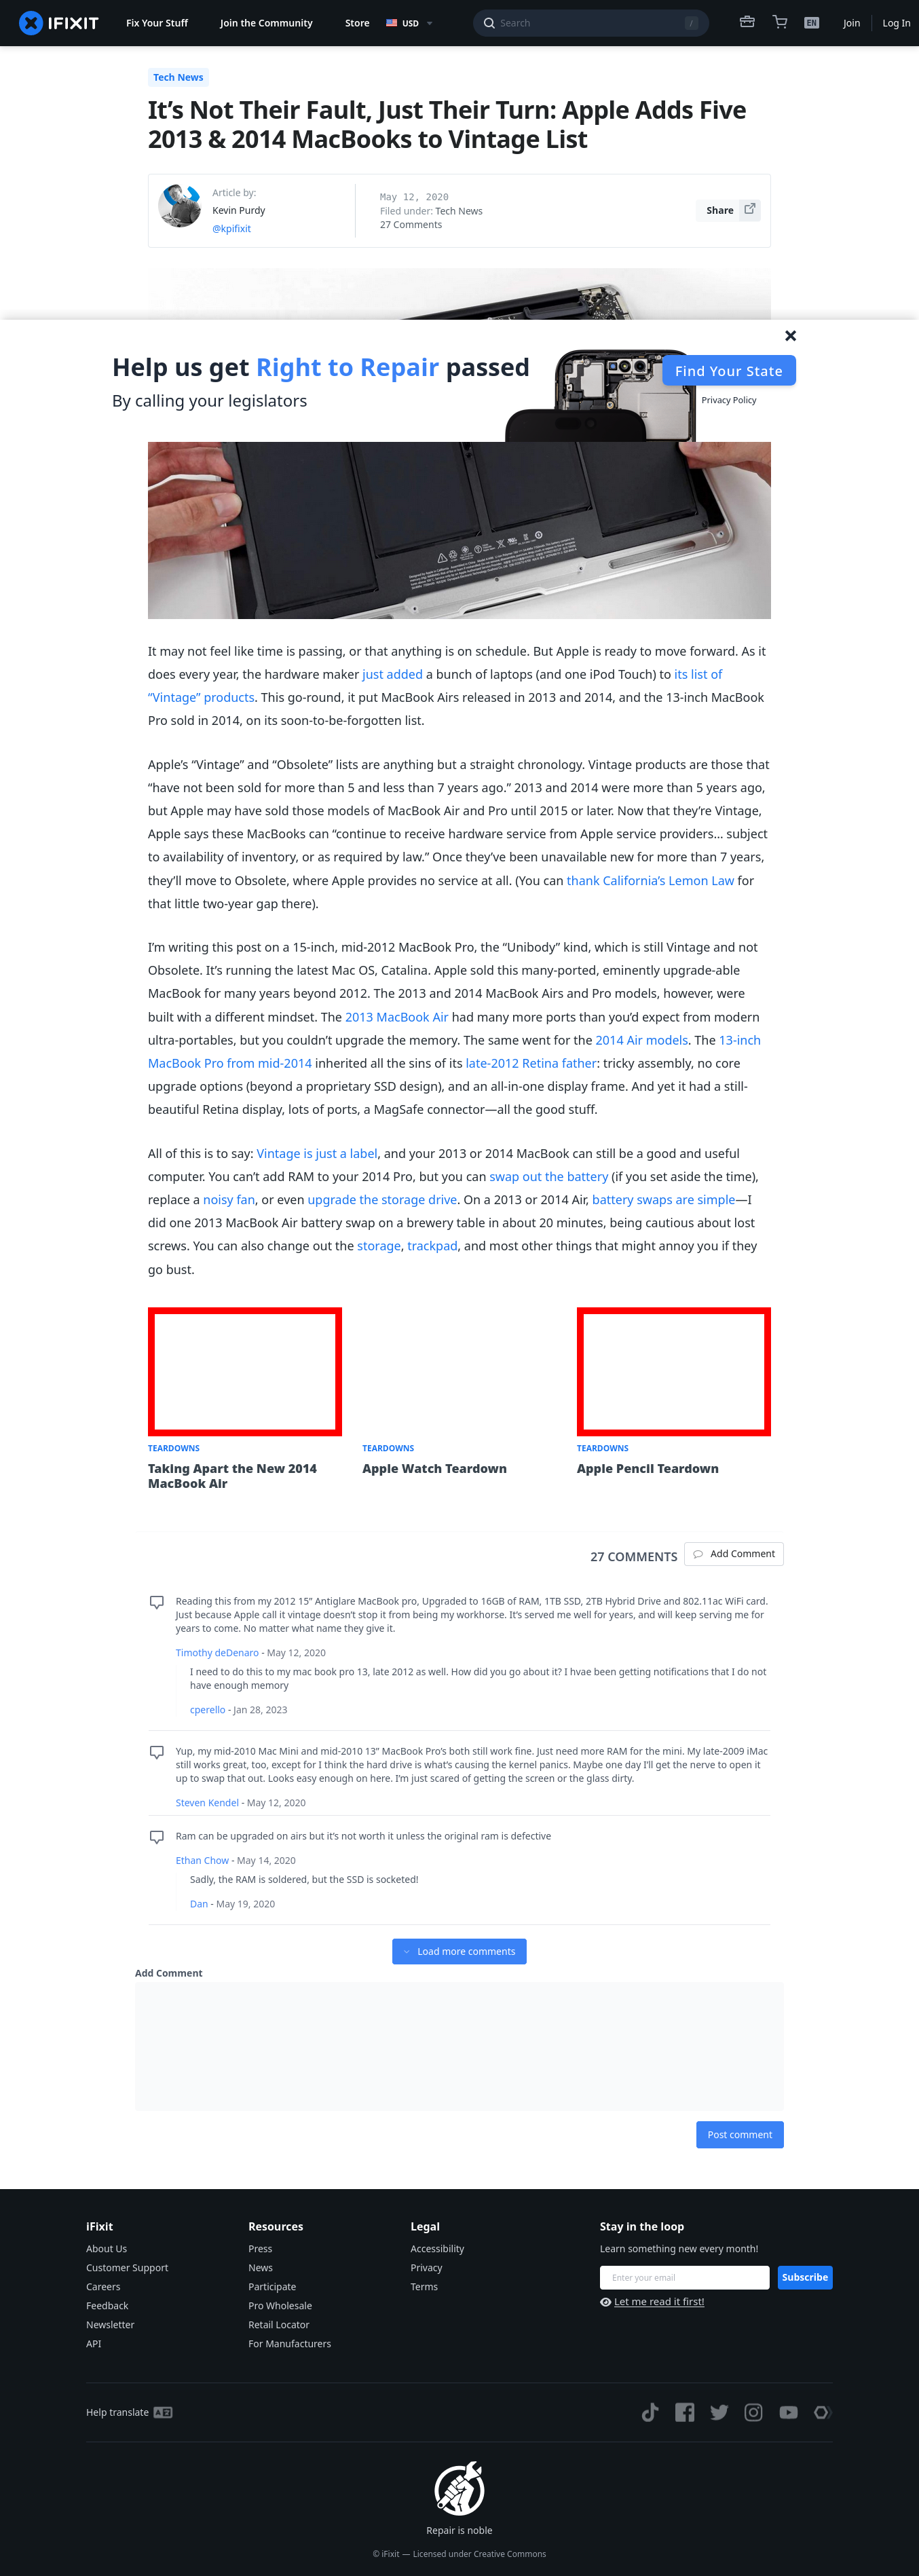 IFIXIT
Fix Your Stuff
Join the Community
Store
USD
Search
/
EN
Join
Log In
Tech News
It’s Not Their Fault, Just Their Turn: Apple Adds Five
2013 & 2014 MacBooks to Vintage List
Article by:
Kevin Purdy
@kpifixit
May 12, 2020
Filed under: Tech News
27 Comments
Share
Help us get Right to Repair passed
By calling your legislators
Find Your State
Privacy Policy
It may not feel like time is passing, or that anything is on schedule. But Apple is ready to move forward. As it
does every year, the hardware maker just added a bunch of laptops (and one iPod Touch) to its list of
“Vintage” products. This go-round, it put MacBook Airs released in 2013 and 2014, and the 13-inch MacBook
Pro sold in 2014, on its soon-to-be-forgotten list.
Apple’s “Vintage” and “Obsolete” lists are anything but a straight chronology. Vintage products are those that
“have not been sold for more than 5 and less than 7 years ago.” 2013 and 2014 were more than 5 years ago,
but Apple may have sold those models of MacBook Air and Pro until 2015 or later. Now that they’re Vintage,
Apple says these MacBooks can “continue to receive hardware service from Apple service providers… subject
to availability of inventory, or as required by law.” Once they’ve been unavailable new for more than 7 years,
they’ll move to Obsolete, where Apple provides no service at all. (You can thank California’s Lemon Law for
that little two-year gap there).
I’m writing this post on a 15-inch, mid-2012 MacBook Pro, the “Unibody” kind, which is still Vintage and not
Obsolete. It’s running the latest Mac OS, Catalina. Apple sold this many-ported, eminently upgrade-able
MacBook for many years beyond 2012. The 2013 and 2014 MacBook Airs and Pro models, however, were
built with a different mindset. The 2013 MacBook Air had many more ports than you’d expect from modern
ultra-portables, but you couldn’t upgrade the memory. The same went for the 2014 Air models. The 13-inch
MacBook Pro from mid-2014 inherited all the sins of its late-2012 Retina father: tricky assembly, no core
upgrade options (beyond a proprietary SSD design), and an all-in-one display frame. And yet it had a still-
beautiful Retina display, lots of ports, a MagSafe connector—all the good stuff.
All of this is to say: Vintage is just a label, and your 2013 or 2014 MacBook can still be a good and useful
computer. You can’t add RAM to your 2014 Pro, but you can swap out the battery (if you set aside the time),
replace a noisy fan, or even upgrade the storage drive. On a 2013 or 2014 Air, battery swaps are simple—I
did one 2013 MacBook Air battery swap on a brewery table in about 20 minutes, being cautious about lost
screws. You can also change out the storage, trackpad, and most other things that might annoy you if they
go bust.
TEARDOWNS
Taking Apart the New 2014
MacBook Air
TEARDOWNS
Apple Watch Teardown
TEARDOWNS
Apple Pencil Teardown
27 COMMENTS
Add Comment
Reading this from my 2012 15” Antiglare MacBook pro, Upgraded to 16GB of RAM, 1TB SSD, 2TB Hybrid Drive and 802.11ac WiFi card.
Just because Apple call it vintage doesn’t stop it from being my workhorse. It’s served me well for years, and will keep serving me for
years to come. No matter what name they give it.
Timothy deDenaro - May 12, 2020
I need to do this to my mac book pro 13, late 2012 as well. How did you go about it? I hvae been getting notifications that I do not
have enough memory
cperello - Jan 28, 2023
Yup, my mid-2010 Mac Mini and mid-2010 13” MacBook Pro’s both still work fine. Just need more RAM for the mini. My late-2009 iMac
still works great, too, except for I think the hard drive is what’s causing the kernel panics. Maybe one day I’ll get the nerve to open it
up to swap that out. Looks easy enough on here. I’m just scared of getting the screen or the glass dirty.
Steven Kendel - May 12, 2020
Ram can be upgraded on airs but it’s not worth it unless the original ram is defective
Ethan Chow - May 14, 2020
Sadly, the RAM is soldered, but the SSD is socketed!
Dan - May 19, 2020
Load more comments
Add Comment
Post comment
iFixit
About Us
Customer Support
Careers
Feedback
Newsletter
API
Resources
Press
News
Participate
Pro Wholesale
Retail Locator
For Manufacturers
Legal
Accessibility
Privacy
Terms
Stay in the loop
Learn something new every month!
Enter your email
Subscribe
Let me read it first!
Help translate
Repair is noble
© iFixit — Licensed under Creative Commons